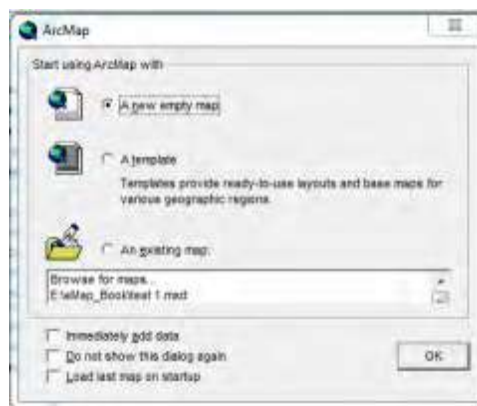 ArcMap
Start using ArcMap with
A new empty map
A template
Templates provide ready-to-use layouts and base maps for
various geographic regions.
An existing map:
Browse for maps...
Immediately add data
Do not show this dialog again
Load last map on startup
OK